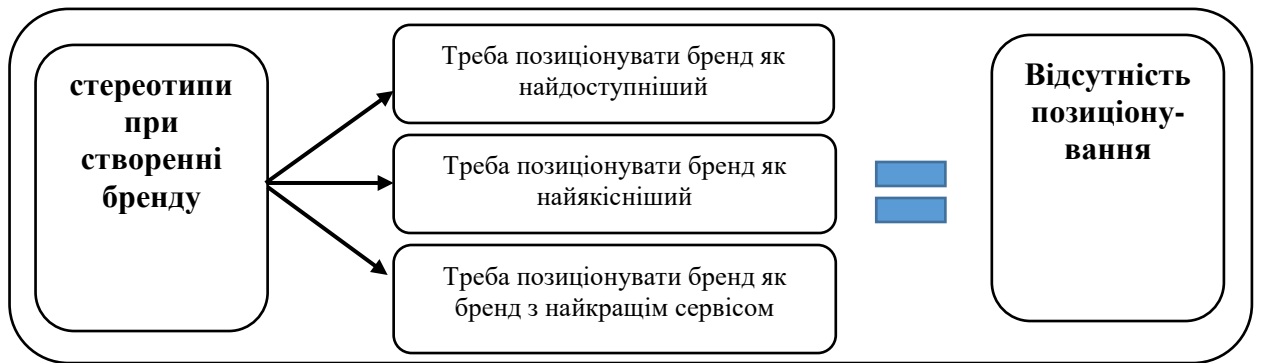 стереотипи
при
створенні
бренду
Треба позиціонувати бренд як
найдоступніший
Треба позиціонувати бренд як
найякісніший
Треба позиціонувати бренд як
бренд з найкращім сервісом
Відсутність
позиціону-
вання